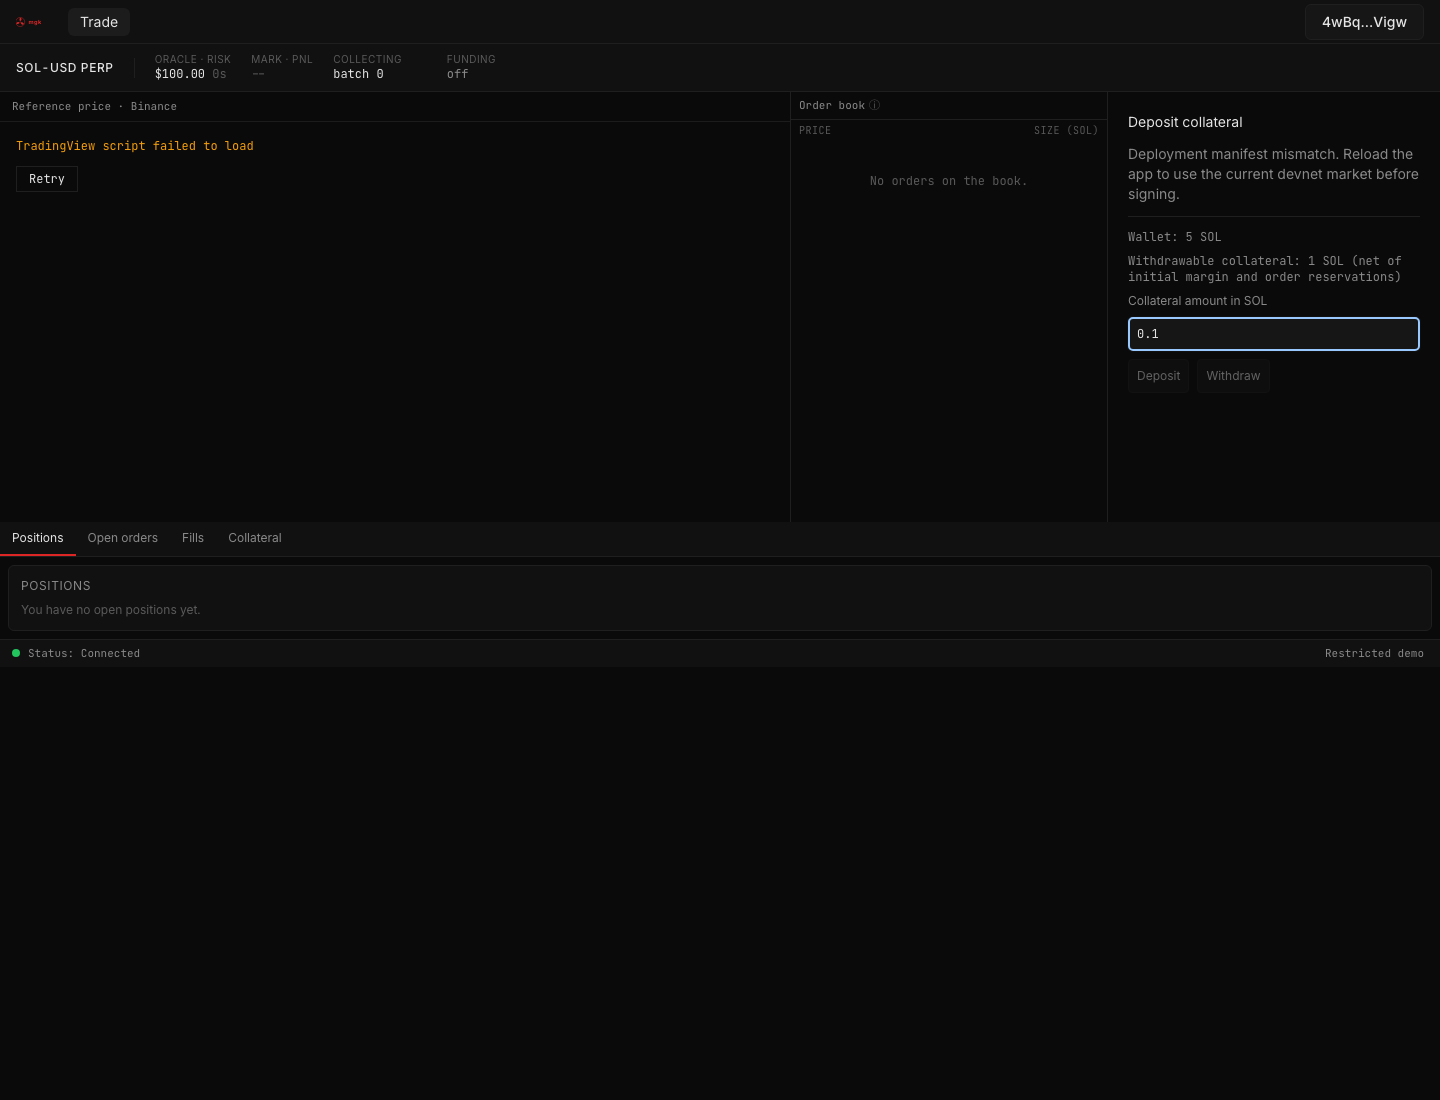 Trade
4wBq...Vigw
SOL-USD PERP
ORACLE · RISK
$100.00 0s
MARK · PNL
--
COLLECTING
batch 0
FUNDING
off
Reference price · Binance
TradingView script failed to load
Retry
Order book ⓘ
PRICE SIZE (SOL)
No orders on the book.
Deposit collateral
Deployment manifest mismatch. Reload the
app to use the current devnet market before
signing.
Wallet: 5 SOL
Withdrawable collateral: 1 SOL (net of
initial margin and order reservations)
Collateral amount in SOL
0.1
Deposit Withdraw
Positions Open orders Fills Collateral
POSITIONS
You have no open positions yet.
Status: Connected
Restricted demo